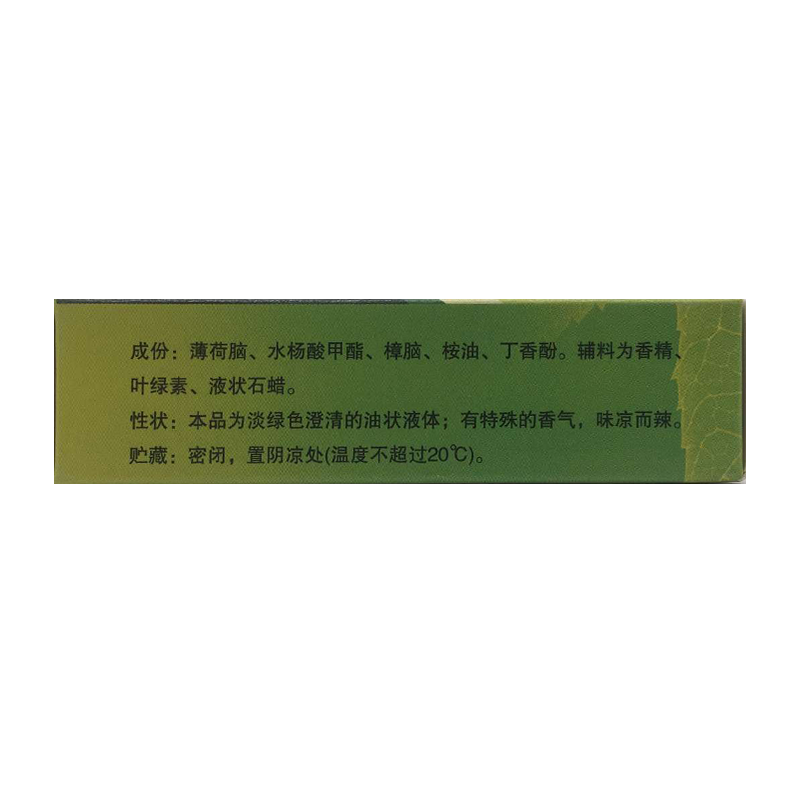 成份：薄荷脑、水杨酸甲酯、樟脑、桉油、丁香酚。辅料为香精、
叶绿素、液状石蜡。
性状：本品为淡绿色澄清的油状液体；有特殊的香气，味凉而辣。
贮藏：密闭，置阴凉处(温度不超过20℃)。